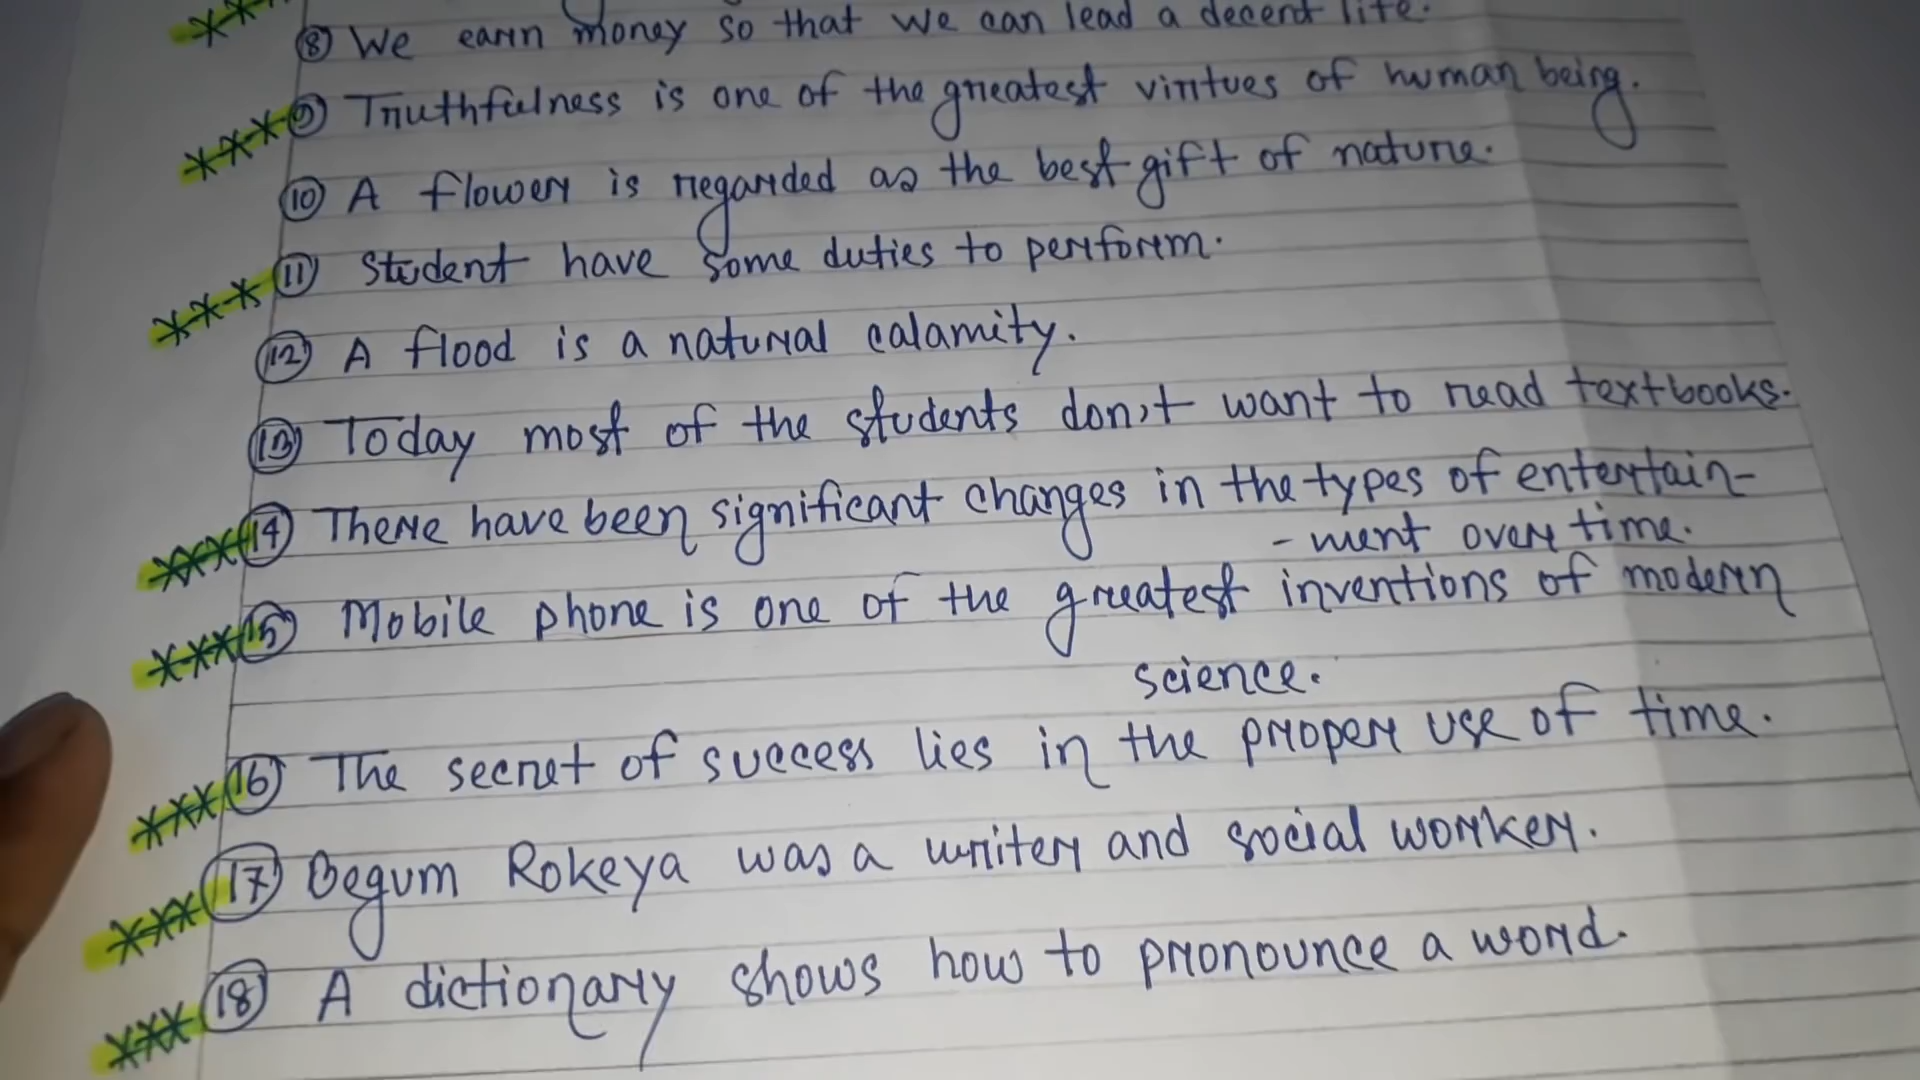 *** 
⑧ We earn money so that we can lead a decent life.
*** ⑨ Truthfulness is one of the greatest virtues of human being.
⑩ A flower is regarded as the best gift of nature.
*** ⑪ Student have some duties to perform.
⑫ A flood is a natural calamity.
⑬ Today most of the students don't want to read textbooks.
*** ⑭ There have been significant changes in the types of entertain-
- ment over time.
*** ⑮ Mobile phone is one of the greatest inventions of modern
science.
*** ⑯ The secret of success lies in the proper use of time.
*** ⑰ Begum Rokeya was a writer and social worker.
*** ⑱ A dictionary shows how to pronounce a word.